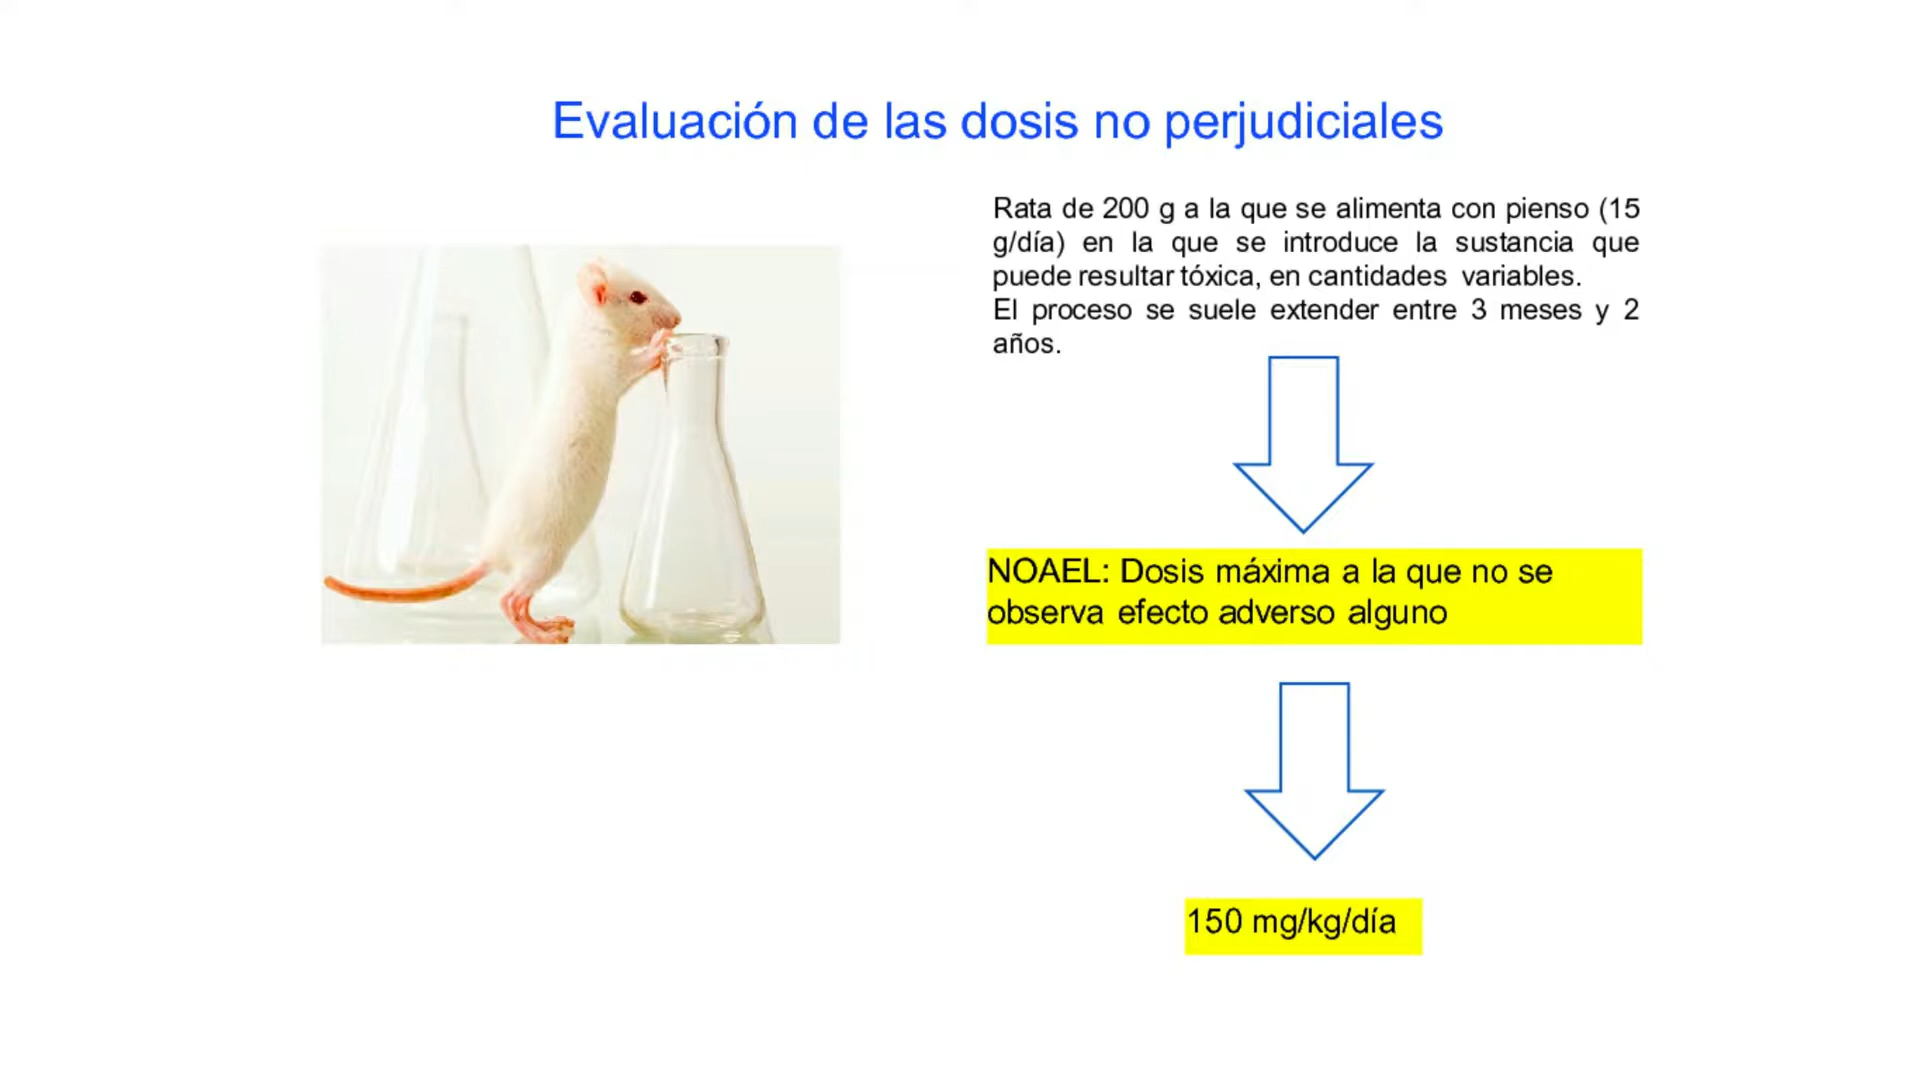 Evaluación de las dosis no perjudiciales
Rata de 200 g a la que se alimenta con pienso (15
g/día) en la que se introduce la sustancia que
puede resultar tóxica, en cantidades variables.
El proceso se suele extender entre 3 meses y 2
años.
NOAEL: Dosis máxima a la que no se
observa efecto adverso alguno
150 mg/kg/día